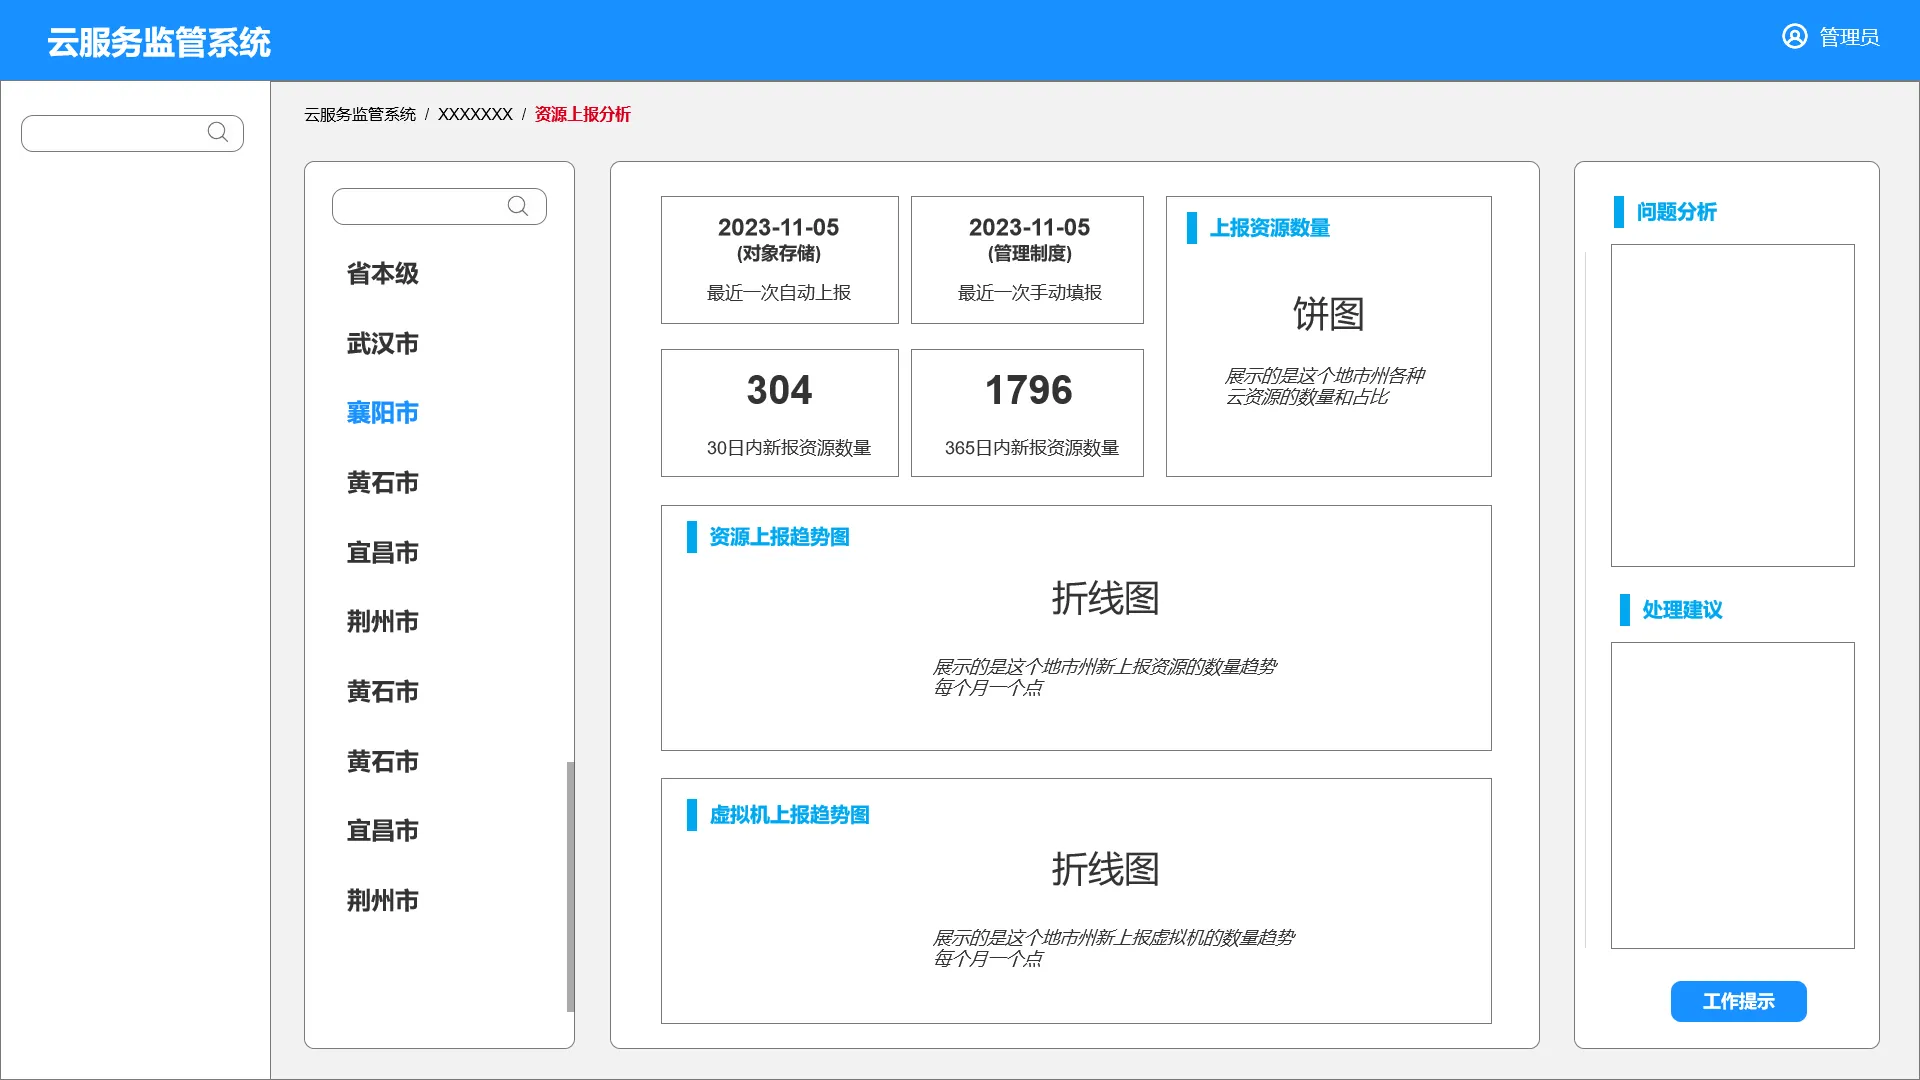 云服务监管系统
管理员
云服务监管系统 / XXXXXXX / 资源上报分析
省本级
武汉市
襄阳市
黄石市
宜昌市
荆州市
黄石市
黄石市
宜昌市
荆州市
2023-11-05
(对象存储)
最近一次自动上报
2023-11-05
(管理制度)
最近一次手动填报
304
30日内新报资源数量
1796
365日内新报资源数量
上报资源数量
饼图
展示的是这个地市州各种
云资源的数量和占比
资源上报趋势图
折线图
展示的是这个地市州新上报资源的数量趋势
每个月一个点
虚拟机上报趋势图
折线图
展示的是这个地市州新上报虚拟机的数量趋势
每个月一个点
问题分析
处理建议
工作提示